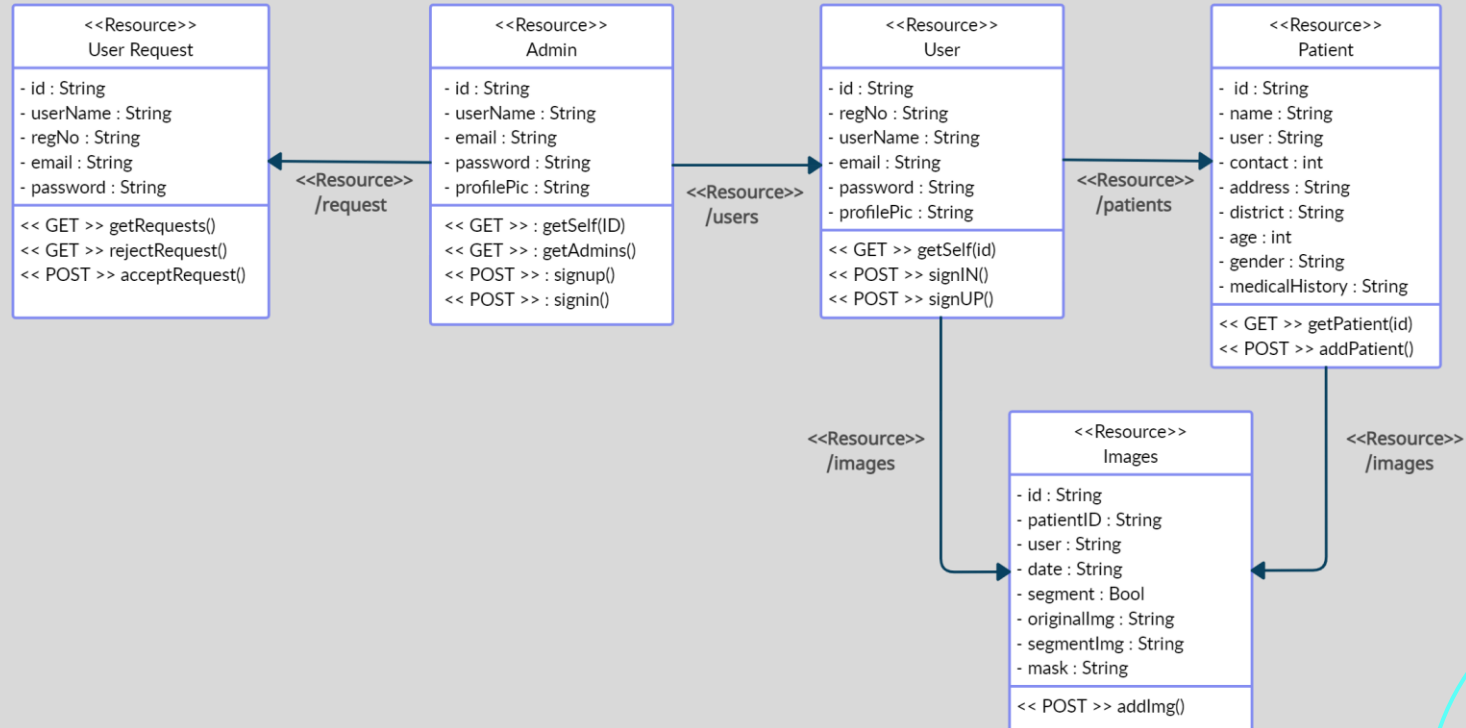 <<Resource>>
User Request
- id : String
- userName : String
- regNo : String
- email : String
- password : String
<< GET >> getRequests()
<< GET >> rejectRequest()
<< POST >> acceptRequest()
<<Resource>>
/request
<<Resource>>
Admin
- id : String
- userName : String
- email : String
- password : String
- profilePic : String
<< GET >> : getSelf(ID)
<< GET >> : getAdmins()
<< POST >> : signup()
<< POST >> : signin()
<<Resource>>
/users
<<Resource>>
User
- id : String
- regNo : String
- userName : String
- email : String
- password : String
- profilePic : String
<< GET >> getSelf(id)
<< POST >> signIN()
<< POST >> signUP()
<<Resource>>
/patients
<<Resource>>
Patient
- id : String
- name : String
- user : String
- contact : int
- address : String
- district : String
- age : int
- gender : String
- medicalHistory : String
<< GET >> getPatient(id)
<< POST >> addPatient()
<<Resource>>
/images
<<Resource>>
Images
- id : String
- patientID : String
- user : String
- date : String
- segment : Bool
- originalImg : String
- segmentImg : String
- mask : String
<< POST >> addImg()
<<Resource>>
/images